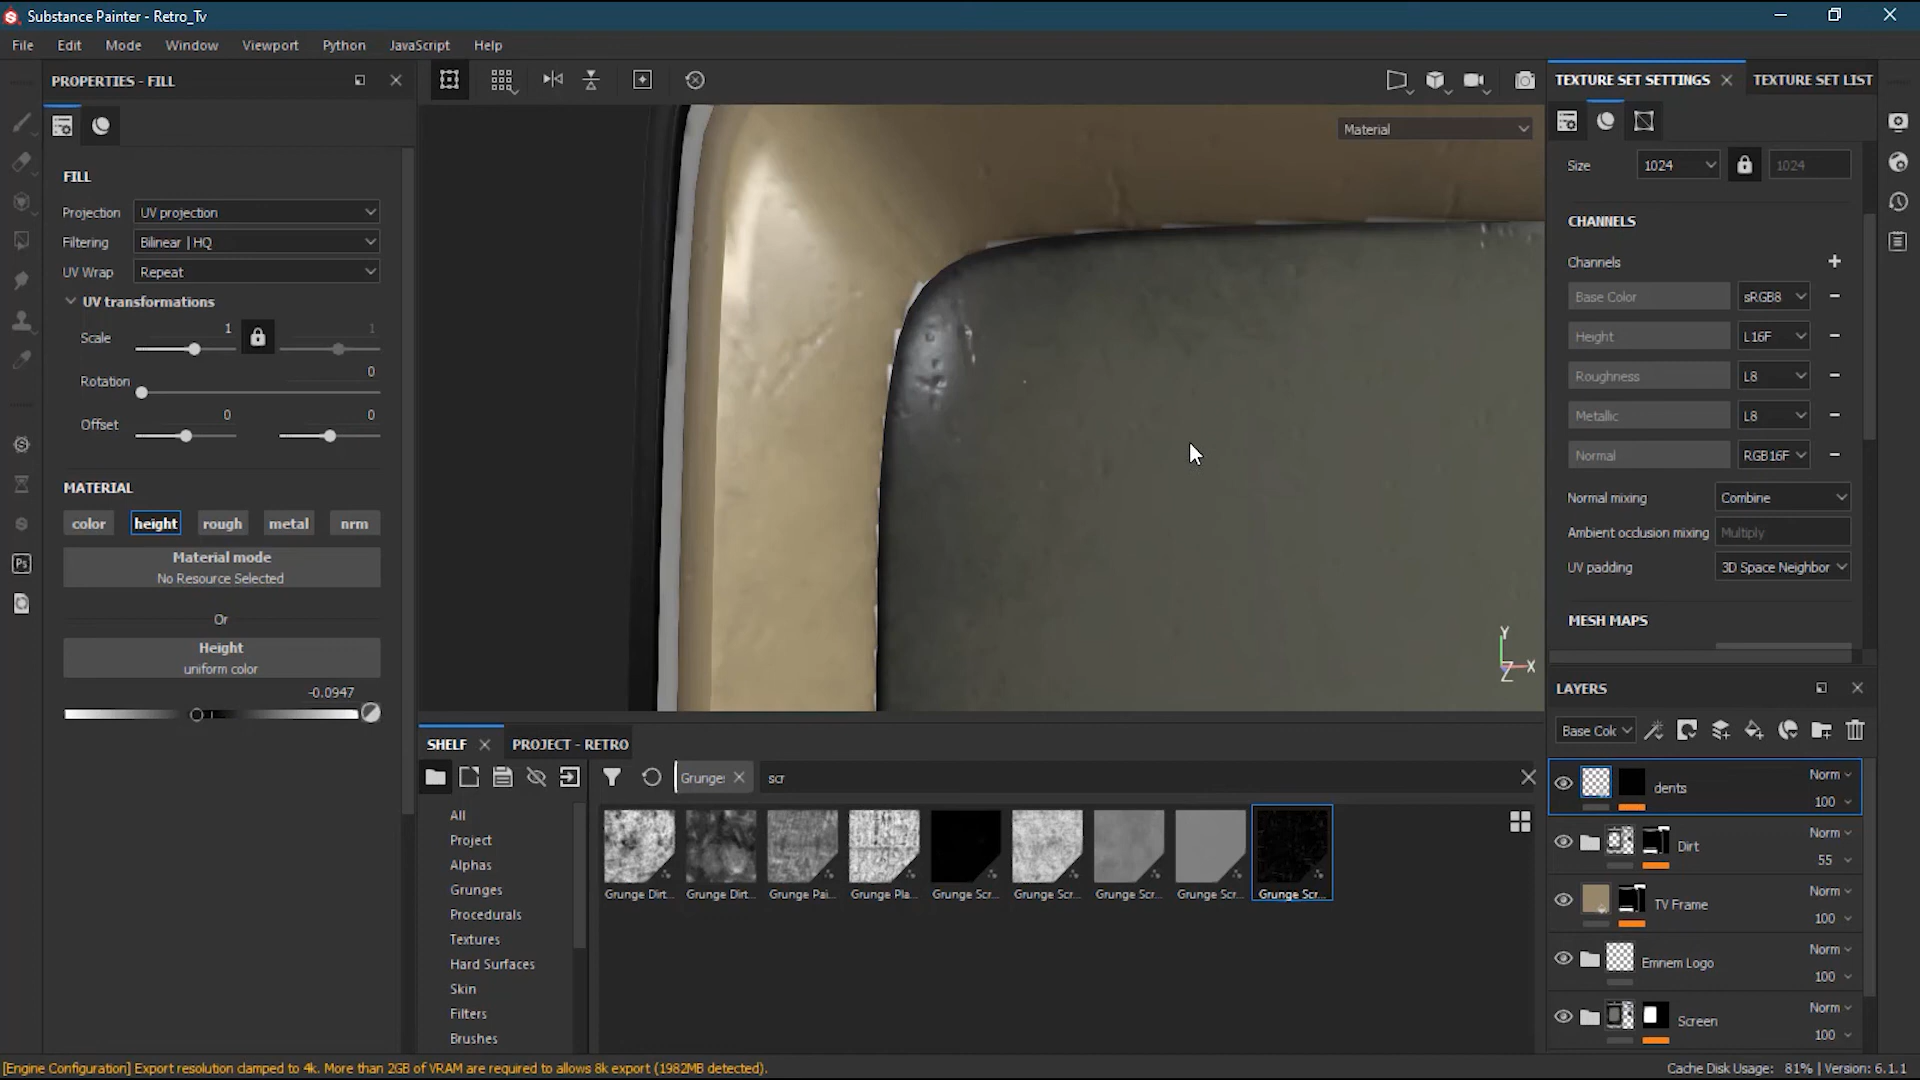 Substance Painter - Retro_Tv
File Edit Mode Window Viewport Python JavaScript Help
PROPERTIES - FILL
FILL
Projection UV projection
Filtering Bilinear | HQ
UV Wrap Repeat
UV transformations
Scale 1 1
Rotation 0
Offset 0 0
MATERIAL
color height rough metal nrm
Material mode
No Resource Selected
Or
Height
uniform color
-0.0947
Ps
Material
Y
X
Z
SHELF PROJECT - RETRO
Grunge scr
All
Project
Alphas
Grunges
Procedurals
Textures
Hard Surfaces
Skin
Filters
Brushes
Grunge Dirt... Grunge Dirt... Grunge Pai... Grunge Pla... Grunge Scr... Grunge Scr... Grunge Scr... Grunge Scr... Grunge Scr...
TEXTURE SET SETTINGS TEXTURE SET LIST
Size 1024 1024
CHANNELS
Channels
Base Color sRGB8
Height L16F
Roughness L8
Metallic L8
Normal RGB16F
Normal mixing Combine
Ambient occlusion mixing Multiply
UV padding 3D Space Neighbor
MESH MAPS
LAYERS
Base Col
dents Norm 100
Dirt Norm 55
TV Frame Norm 100
Emnem Logo Norm 100
Screen Norm 100
[Engine Configuration] Export resolution clamped to 4k. More than 2GB of VRAM are required to allows 8k export (1982MB detected).
Cache Disk Usage: 81% | Version: 6.1.1